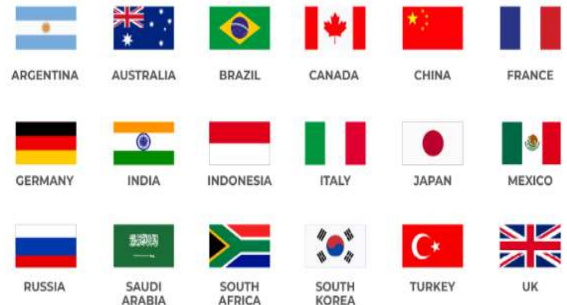 ARGENTINA AUSTRALIA BRAZIL CANADA CHINA FRANCE
GERMANY INDIA INDONESIA ITALY JAPAN MEXICO
RUSSIA SAUDI SOUTH SOUTH TURKEY UK
ARABIA AFRICA KOREA